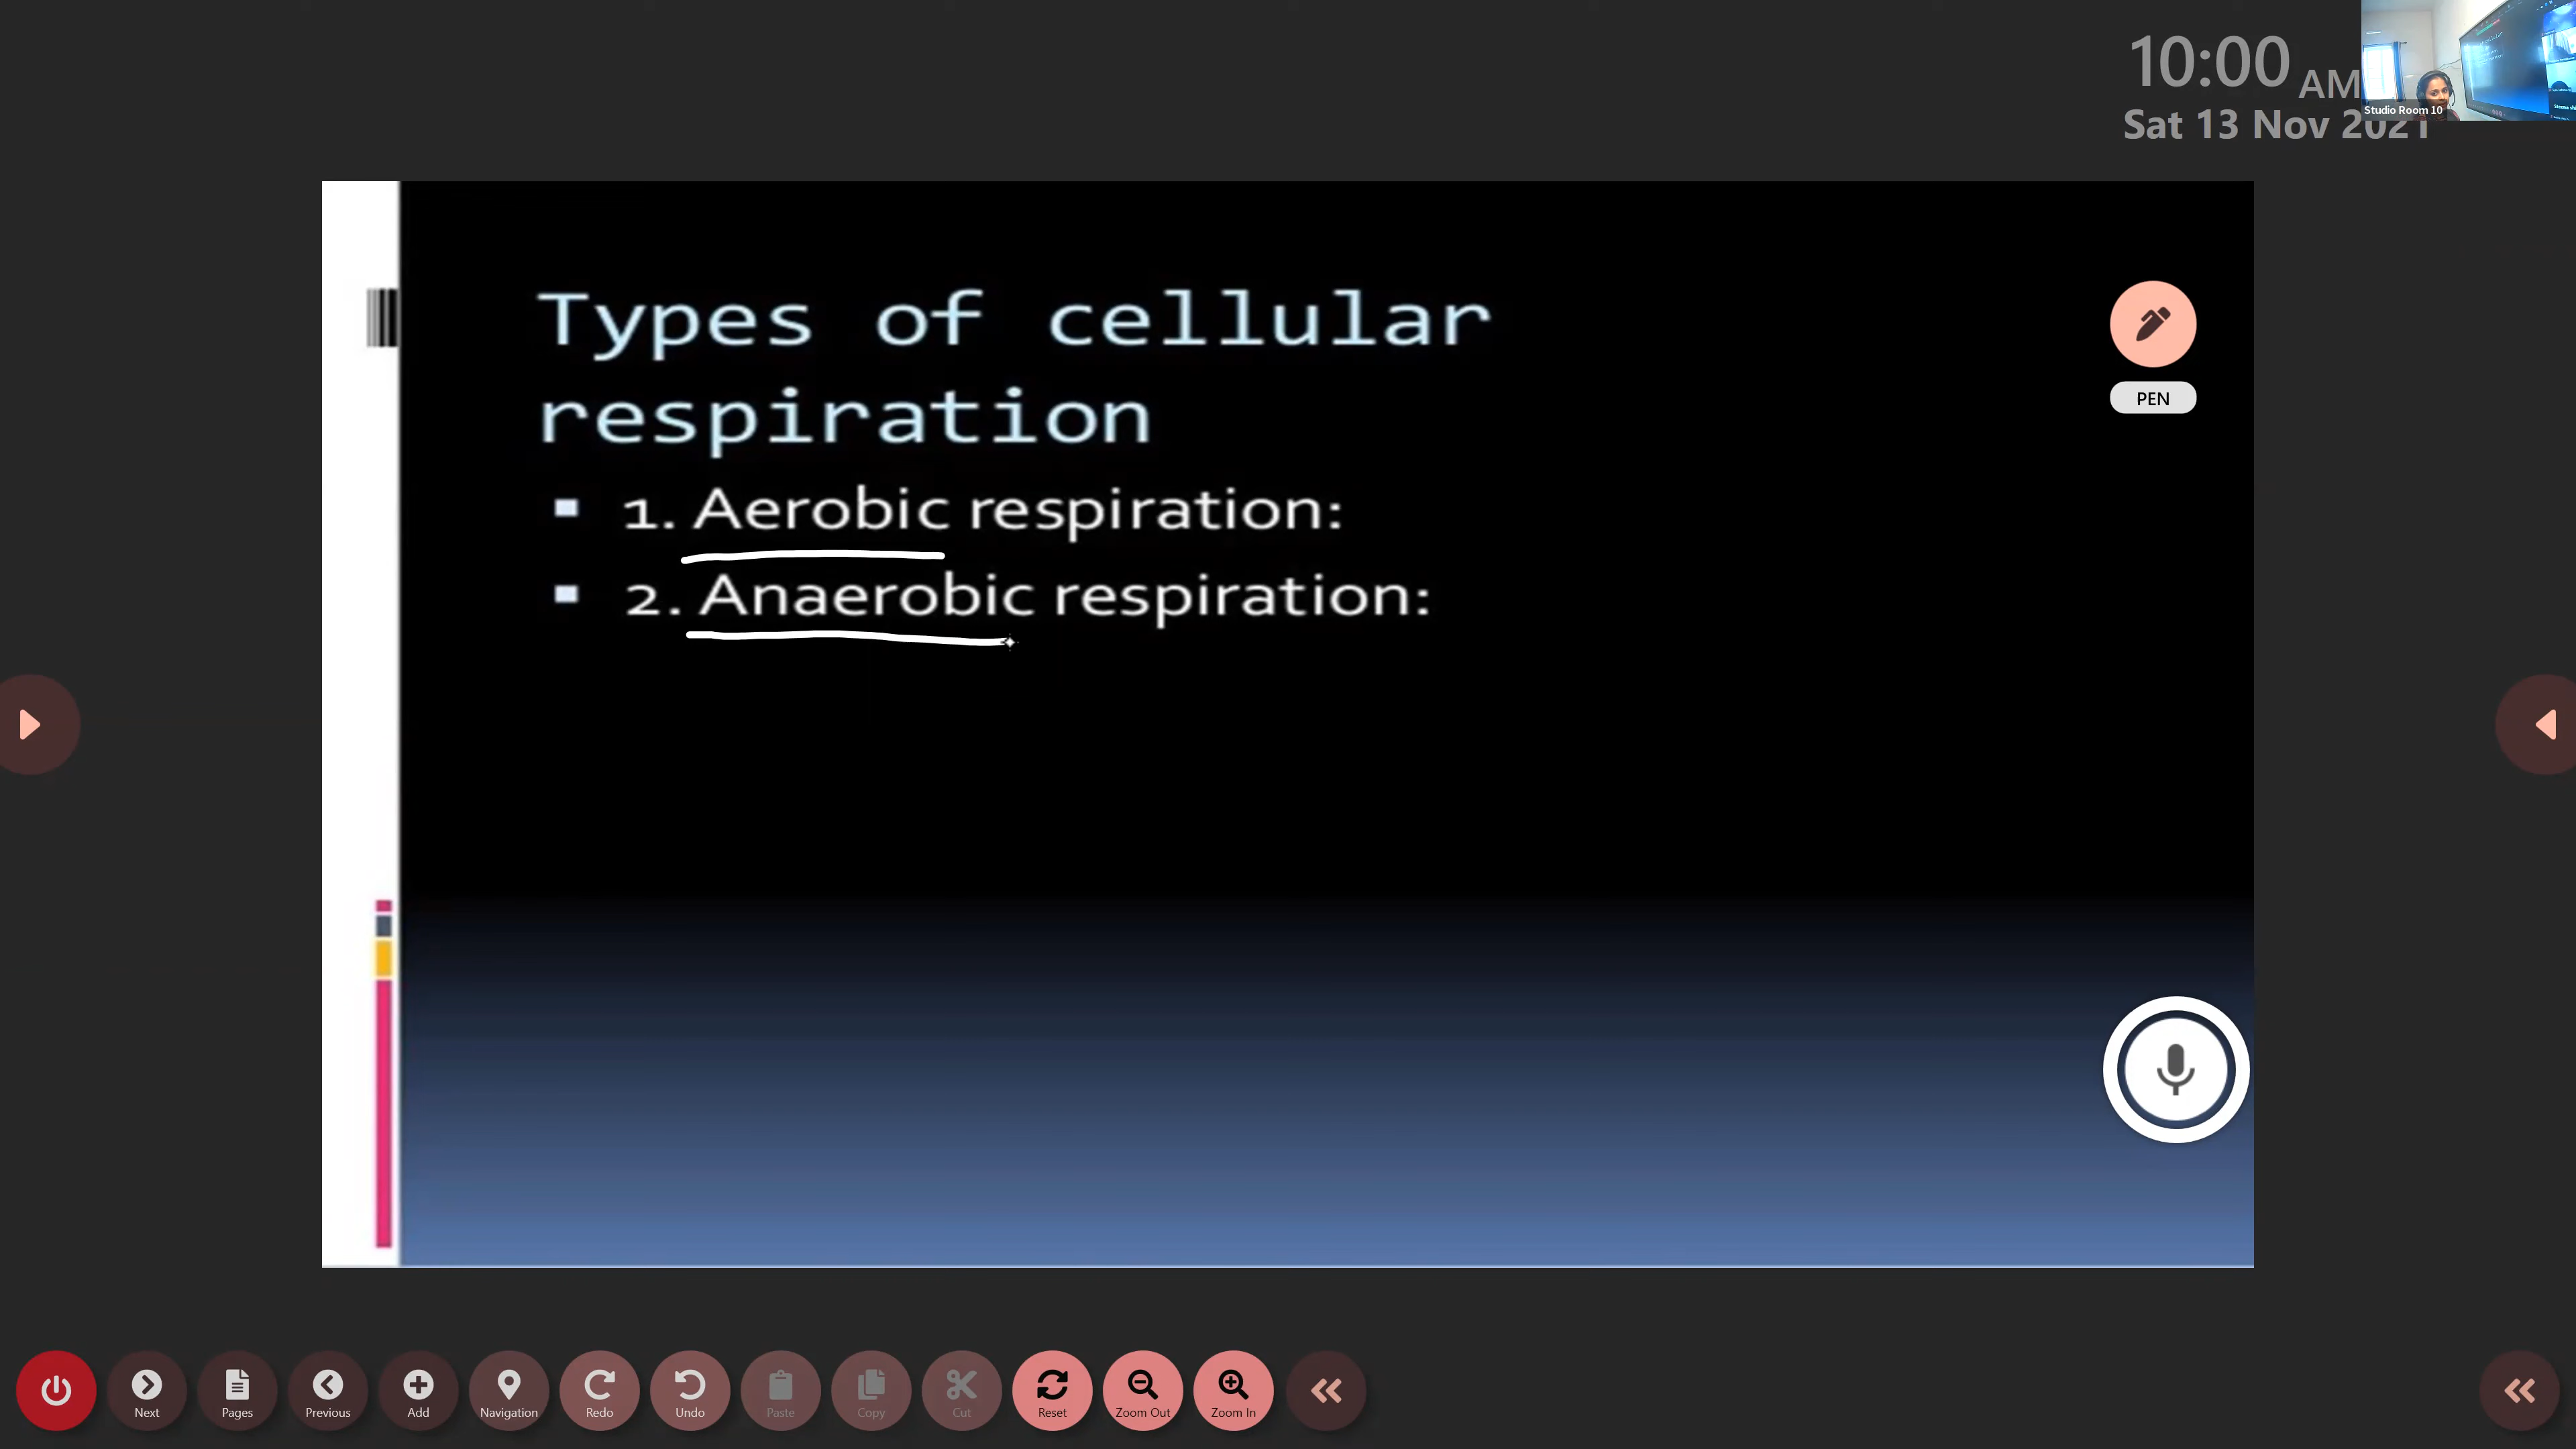 10:00 AM
Sat 13 Nov 2021
Studio Room 10
Types of cellular
respiration
1. Aerobic respiration:
2. Anaerobic respiration:
PEN
Next
Pages
Previous
Add
Navigation
Redo
Undo
Paste
Copy
Cut
Reset
Zoom Out
Zoom In